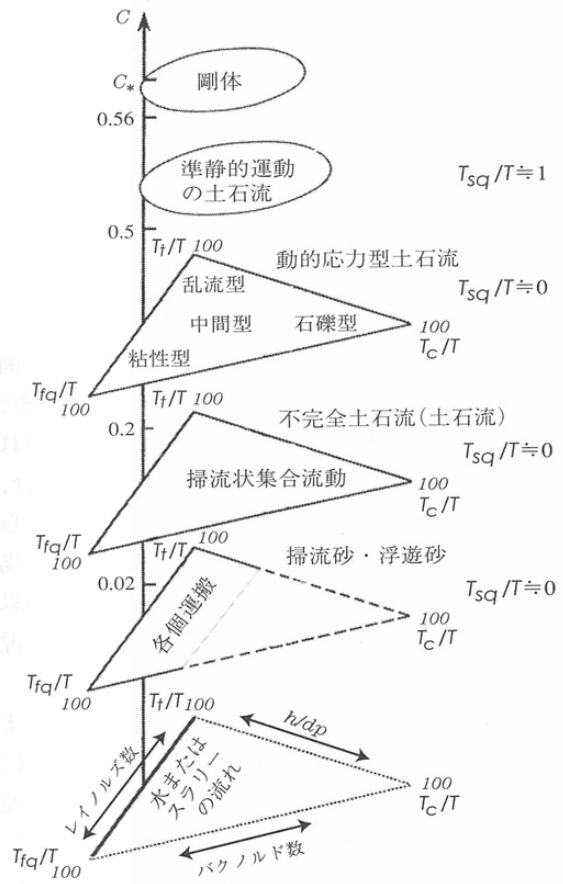 C
C*
剛体
0.56
準静的運動
の土石流
Tsq/T≒1
0.5
Tt/T 100
動的応力型土石流
Tsq/T≒0
乱流型
中間型
石礫型
100
Tc/T
粘性型
Tfq/T
100
Tt/T 100
不完全土石流(土石流)
0.2
Tsq/T≒0
掃流状集合流動
100
Tc/T
Tfq/T
100
Tt/T
100
掃流砂・浮遊砂
0.02
Tsq/T≒0
各個運搬
100
Tc/T
Tfq/T
100
Tt/T 100
h/dp
レイノルズ数
水または
スラリー
の流れ
100
Tc/T
Tfq/T
100
バクノルド数